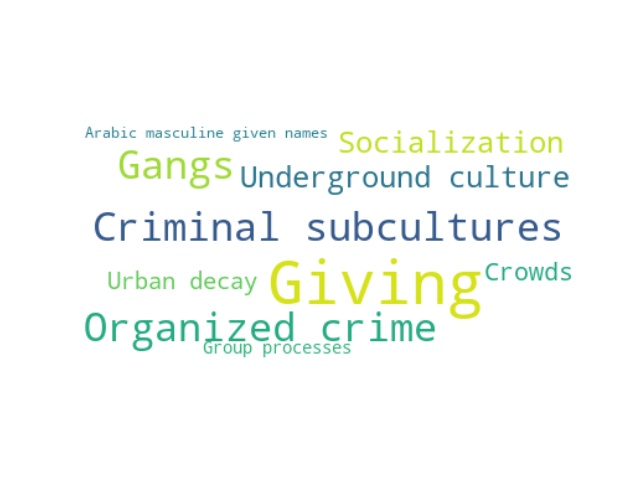 Arabic masculine given names
Socialization
Gangs
Underground culture
Criminal subcultures
Urban decay
Giving
Crowds
Organized crime
Group processes